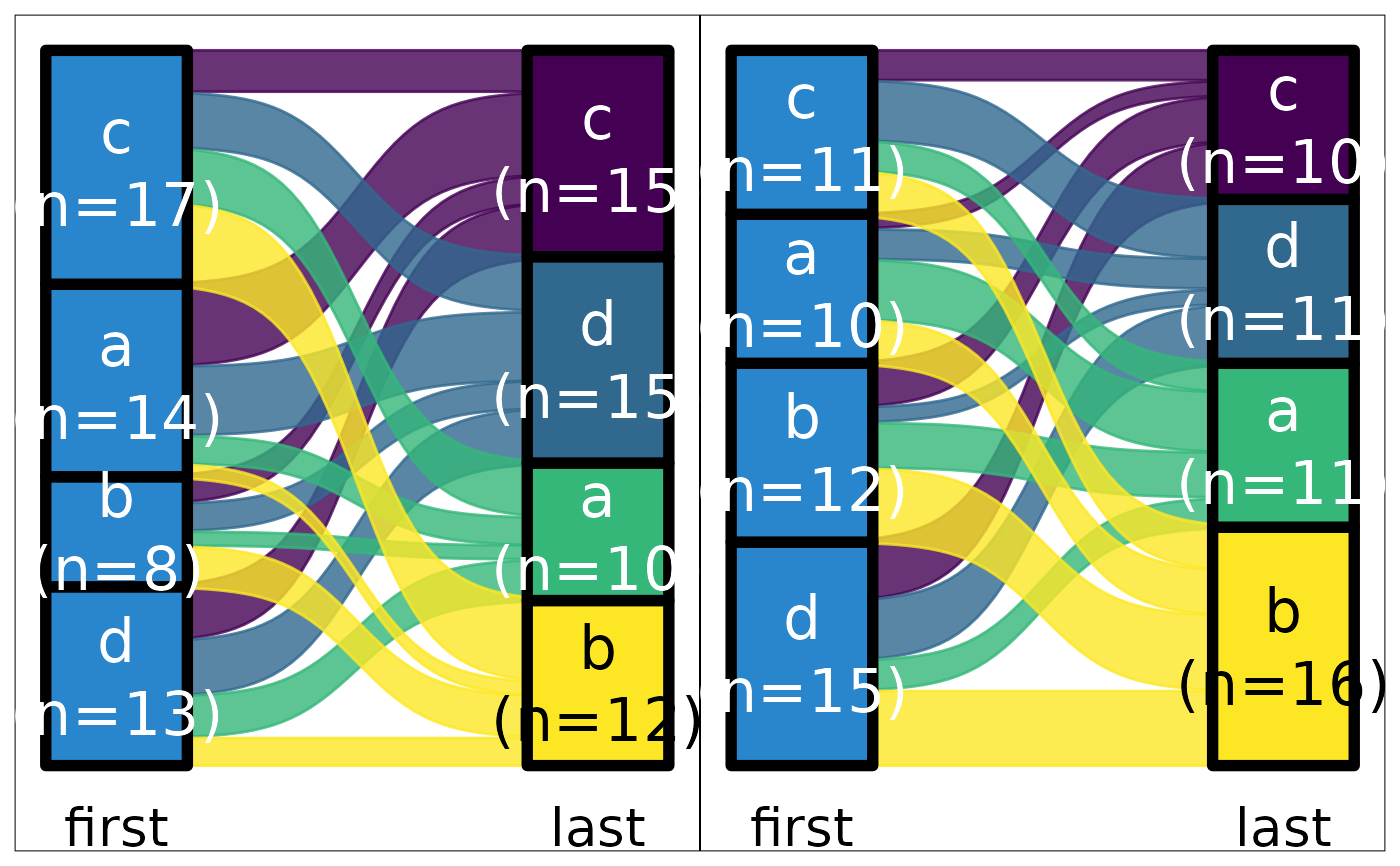 c
n=17)
a
n=14)
b
(n=8)
d
n=13)
c
(n=15
d
(n=15
a
(n=10
b
(n=12)
first
last
c
n=11)
a
n=10)
b
n=12)
d
n=15)
c
(n=10
d
(n=11
a
(n=11
b
(n=16)
first
last